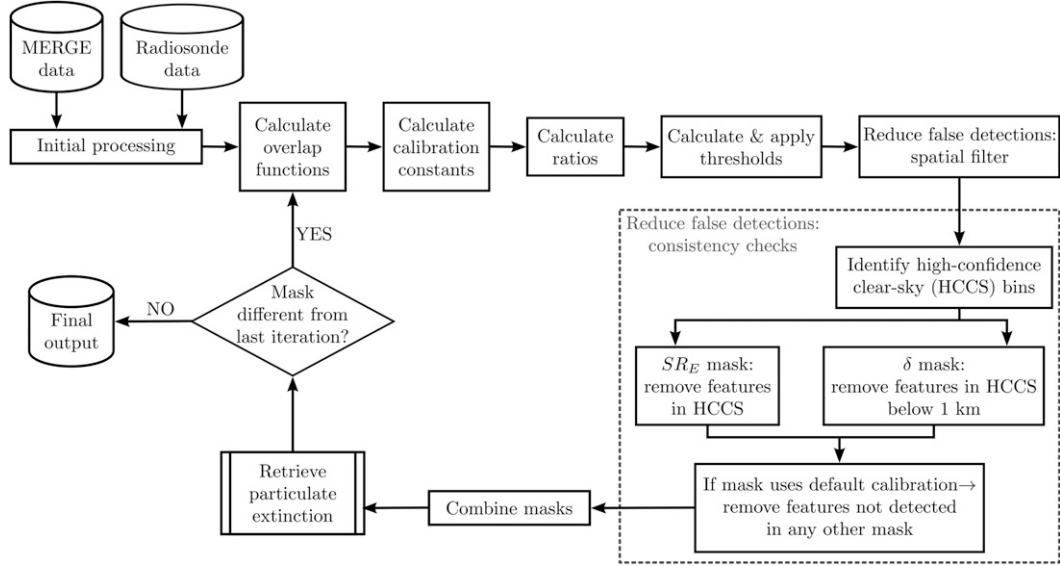 MERGE
data
Radiosonde
data
Initial processing
Calculate
overlap
functions
Calculate
calibration
constants
Calculate
ratios
Calculate & apply
thresholds
Reduce false detections:
spatial filter
Reduce false detections:
consistency checks
Identify high-confidence
clear-sky (HCCS) bins
SR_E mask:
remove features
in HCCS
δ mask:
remove features in HCCS
below 1 km
If mask uses default calibration→
remove features not detected
in any other mask
Combine masks
Retrieve
particulate
extinction
Mask
different from
last iteration?
YES
NO
Final
output